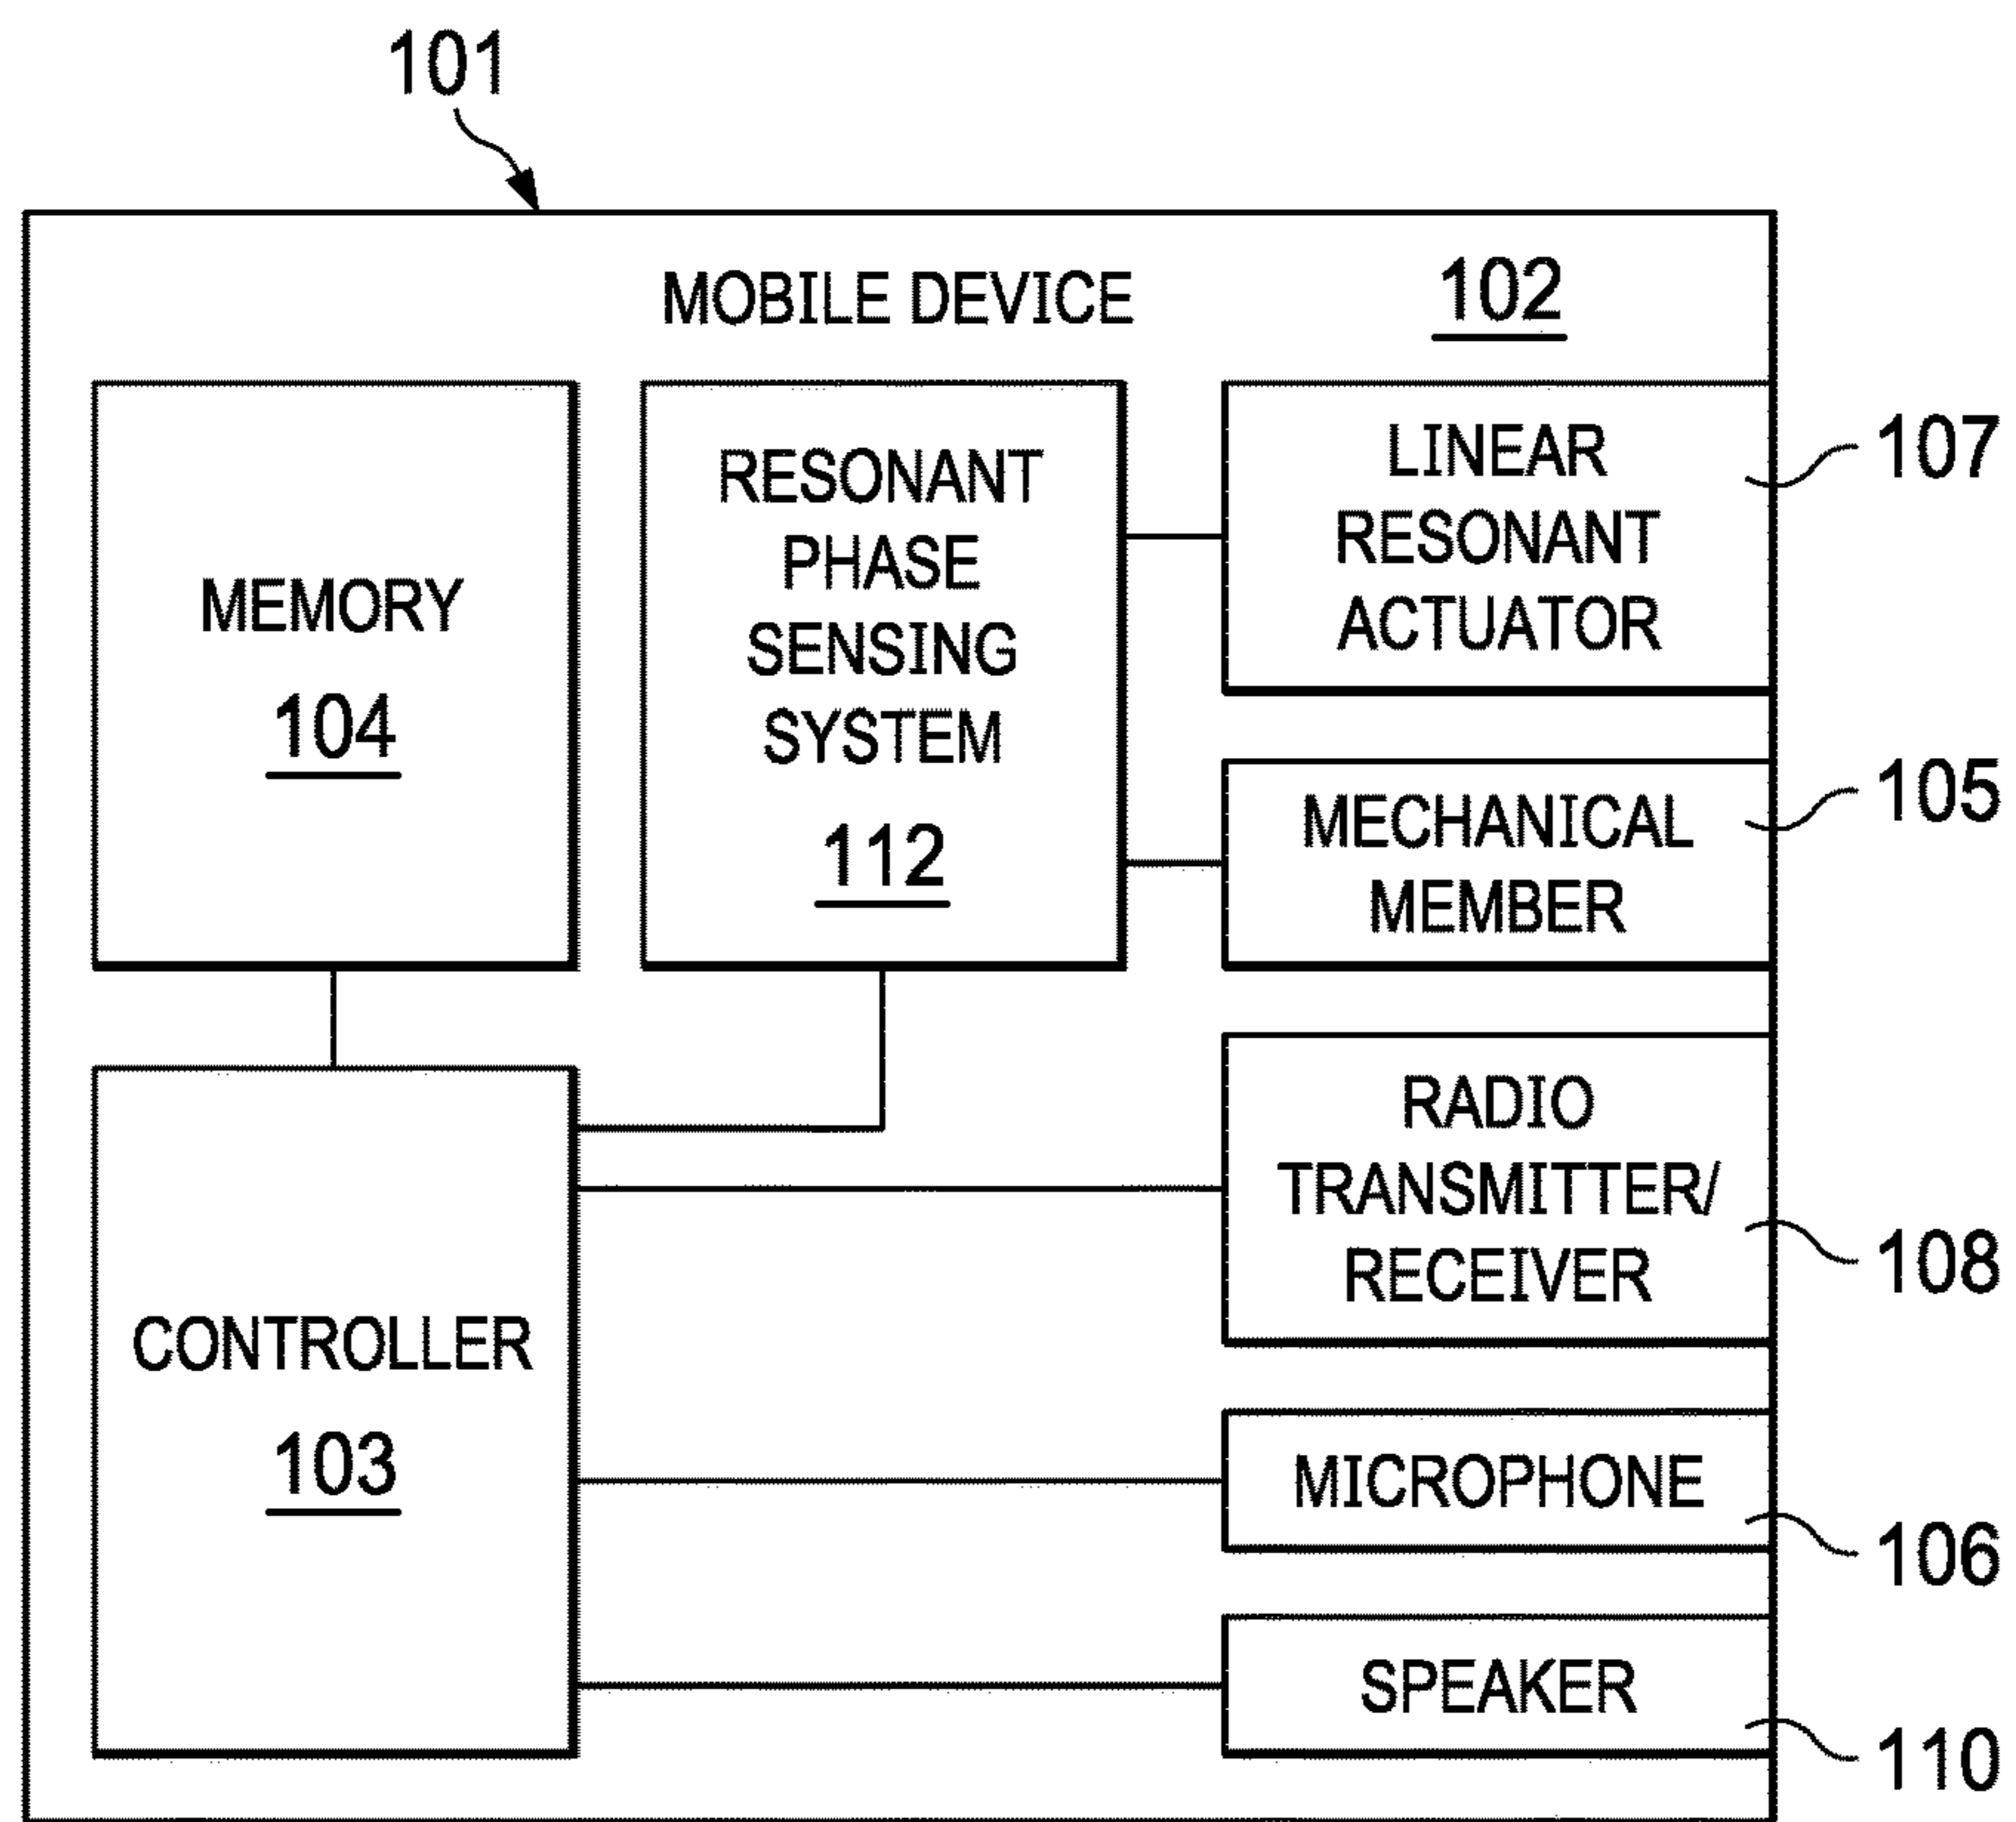 101
MOBILE DEVICE
102
MEMORY
104
RESONANT
PHASE
SENSING
SYSTEM
112
LINEAR
RESONANT
ACTUATOR
107
MECHANICAL
MEMBER
105
CONTROLLER
103
RADIO
TRANSMITTER/
RECEIVER
108
MICROPHONE
106
SPEAKER
110